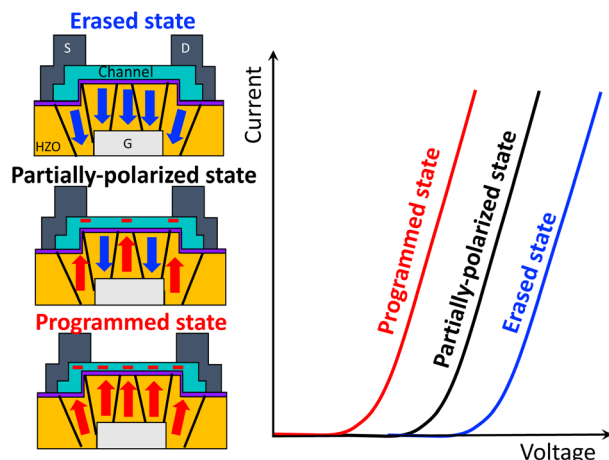 Erased state
S
D
Channel
HZO
G
Partially-polarized state
Programmed state
Current
Programmed state
Partially-polarized state
Erased state
Voltage